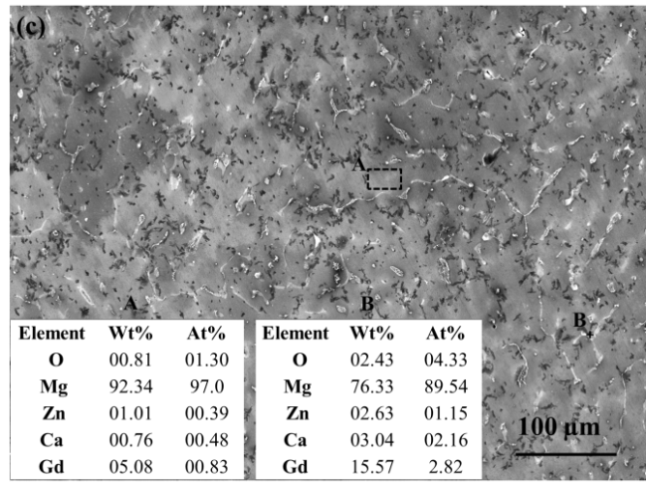 (c)
A
A B
B
Element Wt% At% Element Wt% At%
O 00.81 01.30 O 02.43 04.33
Mg 92.34 97.0 Mg 76.33 89.54
Zn 01.01 00.39 Zn 02.63 01.15
Ca 00.76 00.48 Ca 03.04 02.16
Gd 05.08 00.83 Gd 15.57 2.82
100 µm